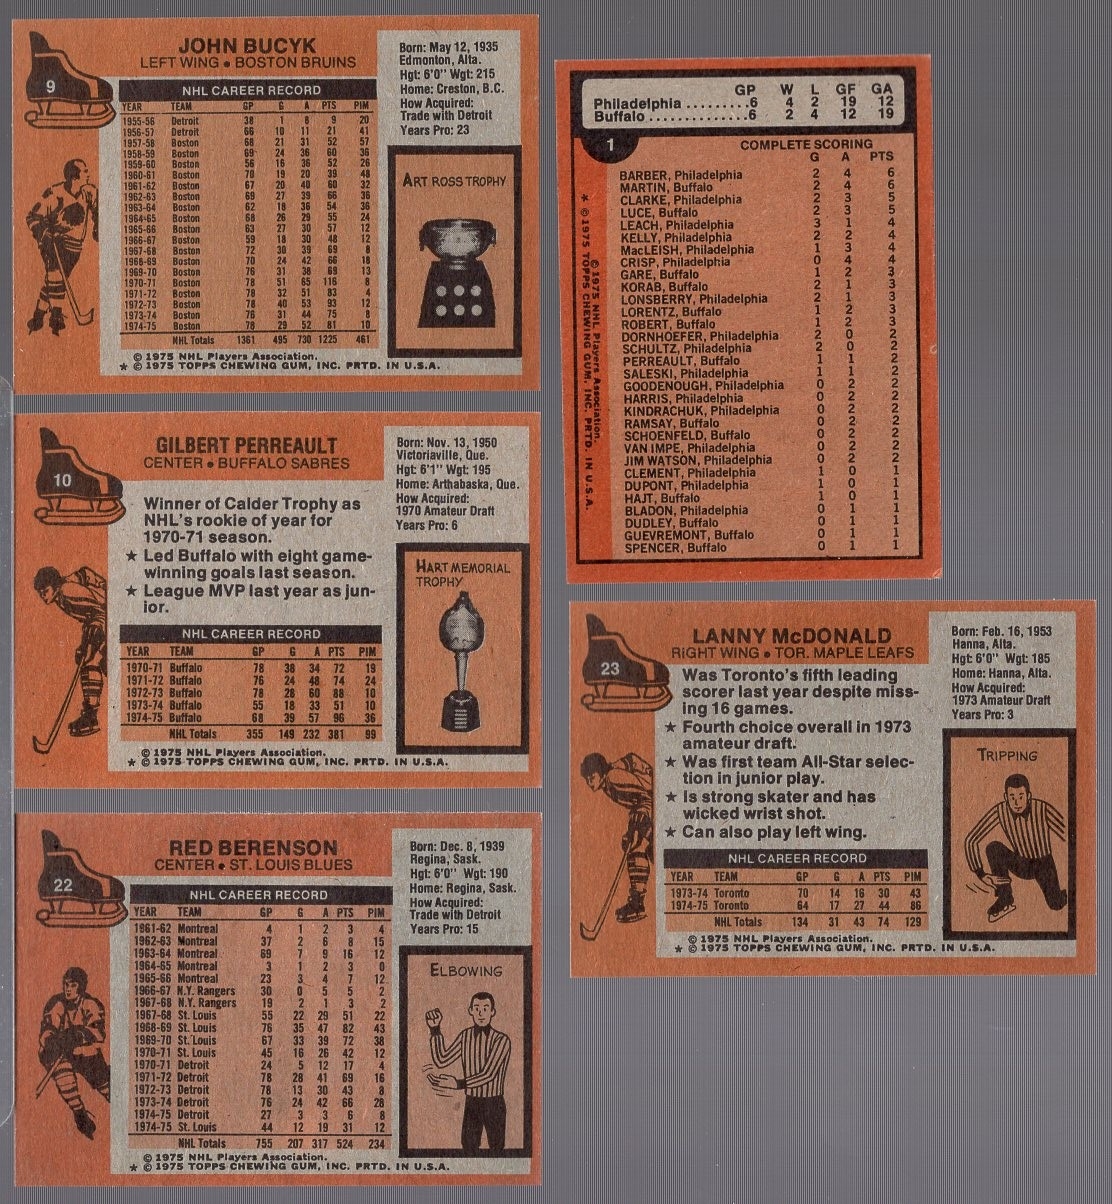 9
JOHN BUCYK
LEFT WING • BOSTON BRUINS
Born: May 12, 1935
Edmonton, Alta.
Hgt: 6'0" Wgt: 215
Home: Creston, B.C.
How Acquired:
Trade with Detroit
Years Pro: 23
NHL CAREER RECORD
YEAR TEAM GP G A PTS PIM
1955-56 Detroit 38 1 8 9 20
1956-57 Detroit 66 10 11 21 41
1957-58 Boston 68 21 31 52 57
1958-59 Boston 69 24 36 60 36
1959-60 Boston 56 16 36 52 26
1960-61 Boston 70 19 20 39 48
1961-62 Boston 67 20 40 60 32
1962-63 Boston 69 27 39 66 36
1963-64 Boston 62 18 36 54 36
1964-65 Boston 68 26 29 55 24
1965-66 Boston 63 27 30 57 12
1966-67 Boston 59 18 30 48 12
1967-68 Boston 72 30 39 69 8
1968-69 Boston 70 24 42 66 18
1969-70 Boston 76 31 38 69 13
1970-71 Boston 78 51 65 116 8
1971-72 Boston 78 32 51 83 4
1972-73 Boston 78 40 53 93 12
1973-74 Boston 76 31 44 75 8
1974-75 Boston 78 29 52 81 10
NHL Totals 1361 495 730 1225 461
ART ROSS TROPHY
© 1975 NHL Players Association.
★ © 1975 TOPPS CHEWING GUM, INC. PRTD. IN U.S.A.
GP W L GF GA
Philadelphia .........6 4 2 19 12
Buffalo ..............6 2 4 12 19
1
COMPLETE SCORING
G A PTS
BARBER, Philadelphia 2 4 6
MARTIN, Buffalo 2 4 6
CLARKE, Philadelphia 2 3 5
LUCE, Buffalo 2 3 5
LEACH, Philadelphia 3 1 4
KELLY, Philadelphia 2 2 4
MacLEISH, Philadelphia 1 3 4
CRISP, Philadelphia 0 4 4
GARE, Buffalo 1 2 3
KORAB, Buffalo 2 1 3
LONSBERRY, Philadelphia 2 1 3
LORENTZ, Buffalo 1 2 3
ROBERT, Buffalo 1 2 3
DORNHOEFER, Philadelphia 2 0 2
SCHULTZ, Philadelphia 2 0 2
PERREAULT, Buffalo 1 1 2
SALESKI, Philadelphia 1 1 2
GOODENOUGH, Philadelphia 0 2 2
HARRIS, Philadelphia 0 2 2
KINDRACHUK, Philadelphia 0 2 2
RAMSAY, Buffalo 0 2 2
SCHOENFELD, Buffalo 0 2 2
VAN IMPE, Philadelphia 0 2 2
JIM WATSON, Philadelphia 0 2 2
CLEMENT, Philadelphia 1 0 1
DUPONT, Philadelphia 1 0 1
HAJT, Buffalo 1 0 1
BLADON, Philadelphia 0 1 1
DUDLEY, Buffalo 0 1 1
GUEVREMONT, Buffalo 0 1 1
SPENCER, Buffalo 0 1 1
© 1975 NHL Players Association.
★ © 1975 TOPPS CHEWING GUM, INC. PRTD. IN U.S.A.
10
GILBERT PERREAULT
CENTER • BUFFALO SABRES
Born: Nov. 13, 1950
Victoriaville, Que.
Hgt: 6'1" Wgt: 195
Home: Arthabaska, Que.
How Acquired:
1970 Amateur Draft
Years Pro: 6
Winner of Calder Trophy as
NHL's rookie of year for
1970-71 season.
★ Led Buffalo with eight game-
winning goals last season.
★ League MVP last year as jun-
ior.
HART MEMORIAL
TROPHY
NHL CAREER RECORD
YEAR TEAM GP G A PTS PIM
1970-71 Buffalo 78 38 34 72 19
1971-72 Buffalo 76 24 48 74 24
1972-73 Buffalo 78 28 60 88 10
1973-74 Buffalo 55 18 33 51 10
1974-75 Buffalo 68 39 57 96 36
NHL Totals 355 149 232 381 99
© 1975 NHL Players Association.
★ © 1975 TOPPS CHEWING GUM, INC. PRTD. IN U.S.A.
23
LANNY McDONALD
RIGHT WING • TOR. MAPLE LEAFS
Born: Feb. 16, 1953
Hanna, Alta.
Hgt: 6'0" Wgt: 185
Home: Hanna, Alta.
How Acquired:
1973 Amateur Draft
Years Pro: 3
Was Toronto's fifth leading
scorer last year despite miss-
ing 16 games.
★ Fourth choice overall in 1973
amateur draft.
★ Was first team All-Star selec-
tion in junior play.
★ Is strong skater and has
wicked wrist shot.
★ Can also play left wing.
TRIPPING
NHL CAREER RECORD
YEAR TEAM GP G A PTS PIM
1973-74 Toronto 70 14 16 30 43
1974-75 Toronto 64 17 27 44 86
NHL Totals 134 31 43 74 129
© 1975 NHL Players Association.
★ © 1975 TOPPS CHEWING GUM, INC. PRTD. IN U.S.A.
22
RED BERENSON
CENTER • ST. LOUIS BLUES
Born: Dec. 8, 1939
Regina, Sask.
Hgt: 6'0" Wgt: 190
Home: Regina, Sask.
How Acquired:
Trade with Detroit
Years Pro: 15
NHL CAREER RECORD
YEAR TEAM GP G A PTS PIM
1961-62 Montreal 4 1 2 3 4
1962-63 Montreal 37 2 6 8 15
1963-64 Montreal 69 7 9 16 12
1964-65 Montreal 3 1 2 3 0
1965-66 Montreal 23 3 4 7 12
1966-67 N.Y. Rangers 30 0 5 5 2
1967-68 N.Y. Rangers 19 2 1 3 2
1967-68 St. Louis 55 22 29 51 22
1968-69 St. Louis 76 35 47 82 43
1969-70 St. Louis 67 33 39 72 38
1970-71 St. Louis 45 16 26 42 12
1970-71 Detroit 24 5 12 17 4
1971-72 Detroit 78 28 41 69 16
1972-73 Detroit 78 13 30 43 8
1973-74 Detroit 76 24 42 66 28
1974-75 Detroit 27 3 3 6 8
1974-75 St. Louis 44 12 19 31 12
NHL Totals 755 207 317 524 234
ELBOWING
© 1975 NHL Players Association.
★ © 1975 TOPPS CHEWING GUM, INC. PRTD. IN U.S.A.